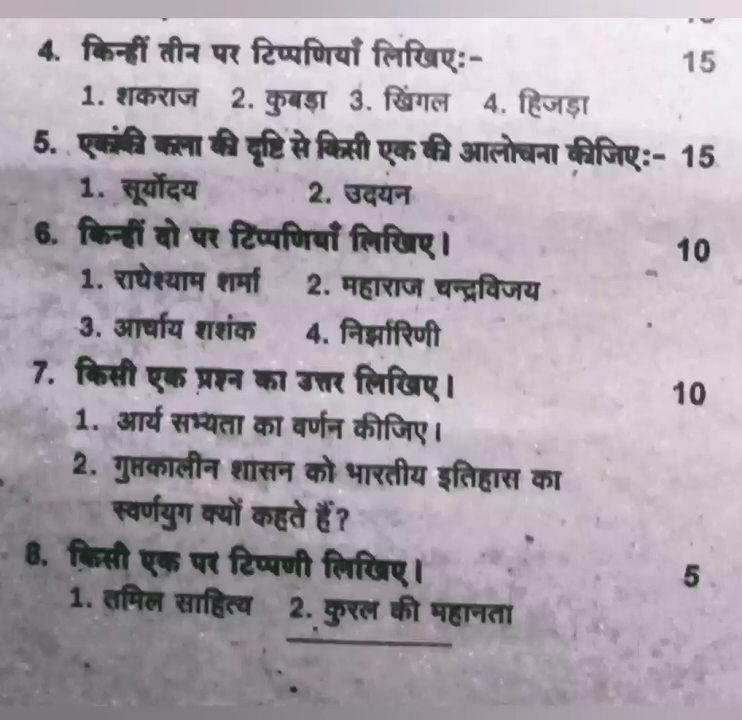 4. किन्हीं तीन पर टिप्पणियाँ लिखिए:- 15
1. शकराज 2. कुबड़ा 3. खिंगल 4. हिजड़ा
5. एकांकी कला की दृष्टि से किसी एक की आलोचना कीजिए:- 15
1. सूर्योदय 2. उदयन
6. किन्हीं दो पर टिप्पणियाँ लिखिए। 10
1. राधेश्याम शर्मा 2. महाराज चन्द्रविजय
3. आर्चाय शशंक 4. निर्झारिणी
7. किसी एक प्रश्न का उत्तर लिखिए। 10
1. आर्य सभ्यता का वर्णन कीजिए।
2. गुप्तकालीन शासन को भारतीय इतिहास का
स्वर्णयुग क्यों कहते हैं?
8. किसी एक पर टिप्पणी लिखिए। 5
1. तमिल साहित्य 2. कुरल की महानता